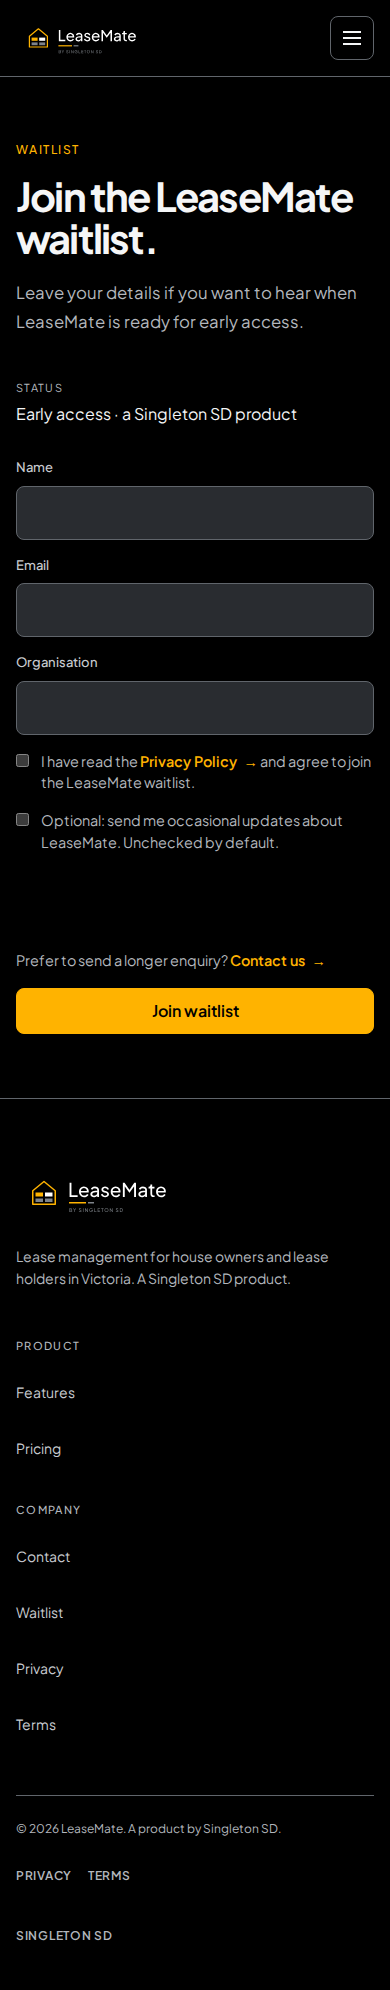 LeaseMate
BY SINGLETON SD
WAITLIST
Join the LeaseMate
waitlist.
Leave your details if you want to hear when
LeaseMate is ready for early access.
STATUS
Early access · a Singleton SD product
Name
Email
Organisation
I have read the Privacy Policy → and agree to join
the LeaseMate waitlist.
Optional: send me occasional updates about
LeaseMate. Unchecked by default.
Prefer to send a longer enquiry? Contact us →
Join waitlist
LeaseMate
BY SINGLETON SD
Lease management for house owners and lease
holders in Victoria. A Singleton SD product.
PRODUCT
Features
Pricing
COMPANY
Contact
Waitlist
Privacy
Terms
© 2026 LeaseMate. A product by Singleton SD.
PRIVACY TERMS
SINGLETON SD